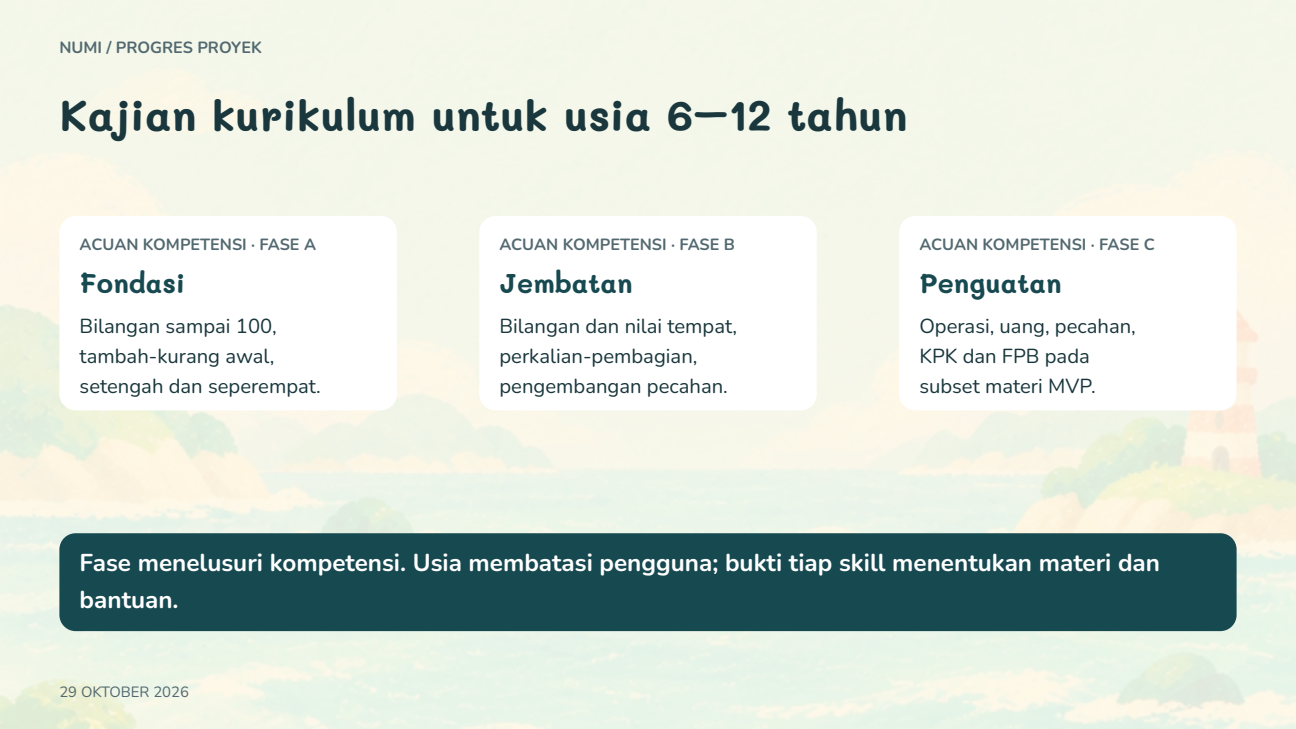 NUMI / PROGRES PROYEK
Kajian kurikulum untuk usia 6–12 tahun
ACUAN KOMPETENSI · FASE A
Fondasi
Bilangan sampai 100,
tambah-kurang awal,
setengah dan seperempat.
ACUAN KOMPETENSI · FASE B
Jembatan
Bilangan dan nilai tempat,
perkalian-pembagian,
pengembangan pecahan.
ACUAN KOMPETENSI · FASE C
Penguatan
Operasi, uang, pecahan,
KPK dan FPB pada
subset materi MVP.
Fase menelusuri kompetensi. Usia membatasi pengguna; bukti tiap skill menentukan materi dan
bantuan.
29 OKTOBER 2026